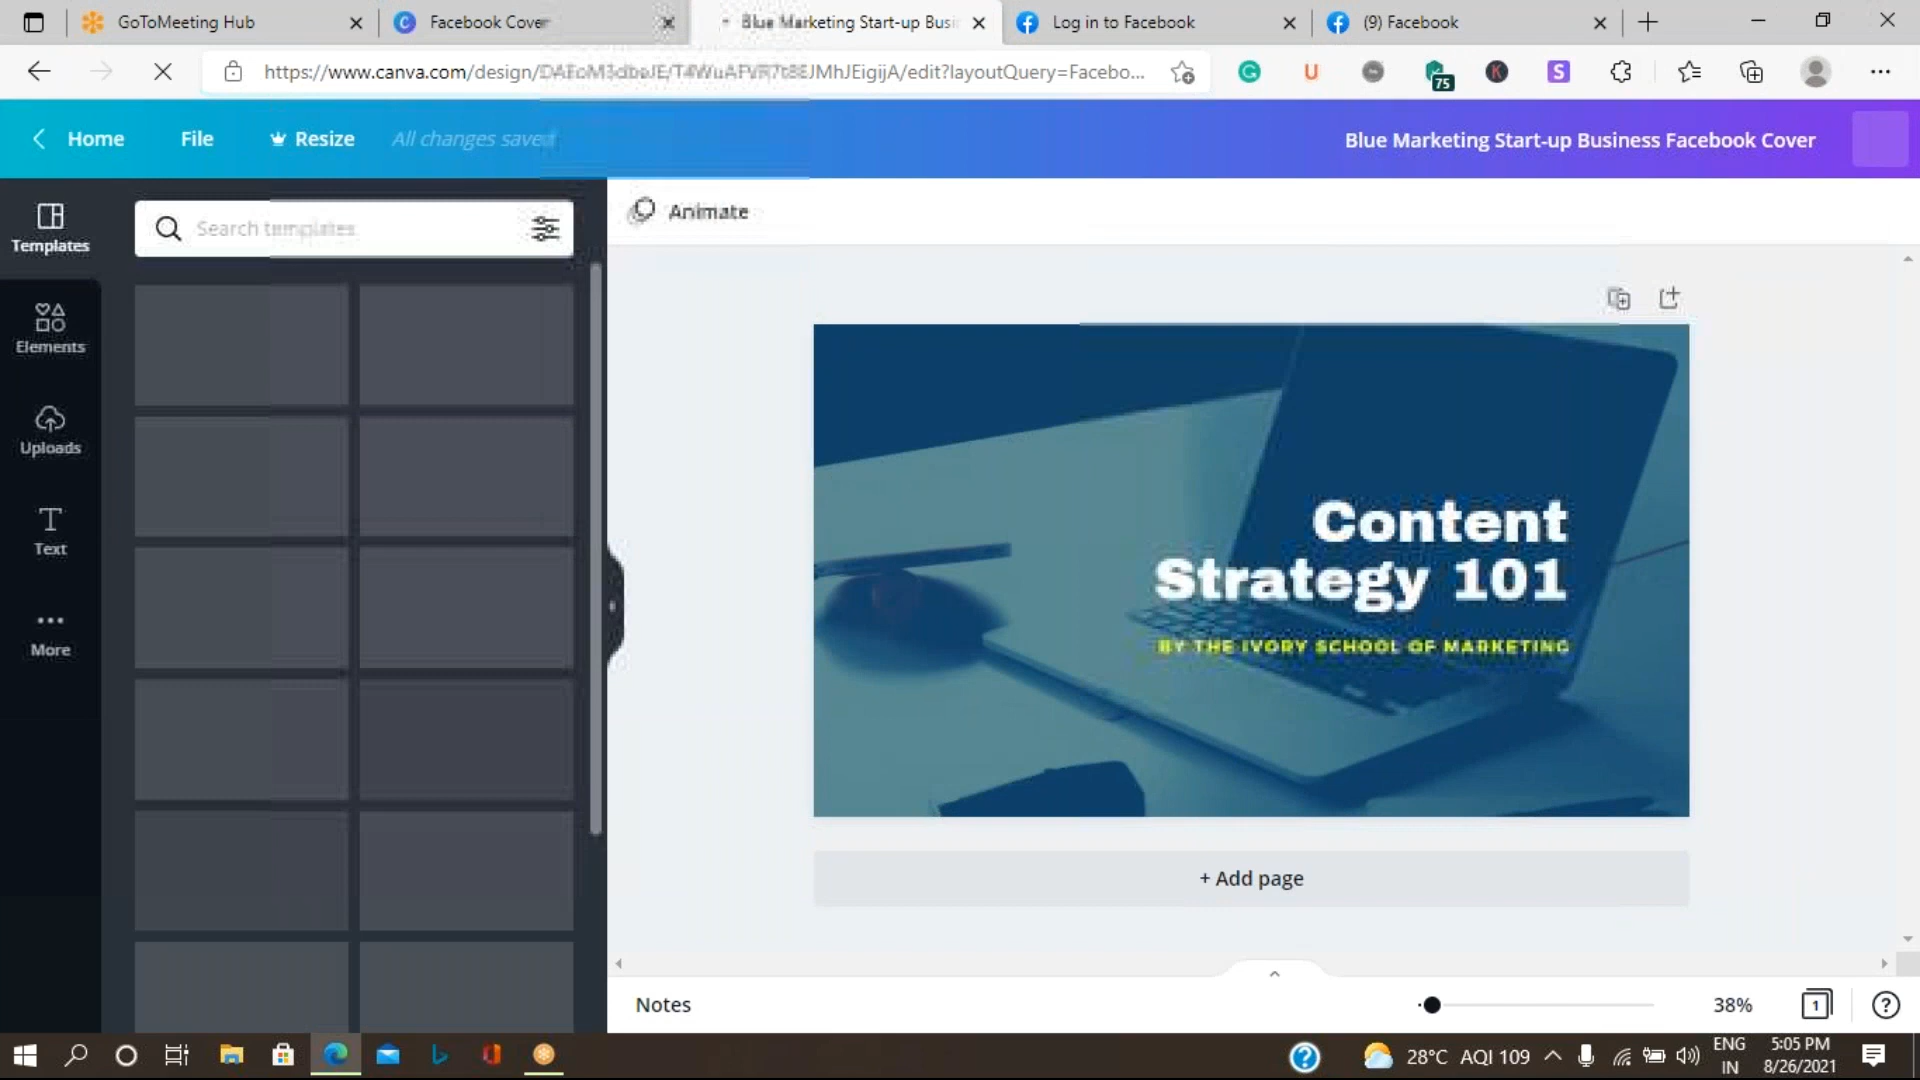 GoToMeeting Hub
Facebook Cover
Blue Marketing Start-up Busi
Log in to Facebook
(9) Facebook
75
Home
File
Resize
All changes saved
Blue Marketing Start-up Business Facebook Cover
Templates
Search templates
Animate
Elements
Uploads
Text
More
Content
Strategy 101
BY THE IVORY SCHOOL OF MARKETING
+ Add page
Notes
38%
1
28°C AQI 109
ENG
IN
5:05 PM
8/26/2021